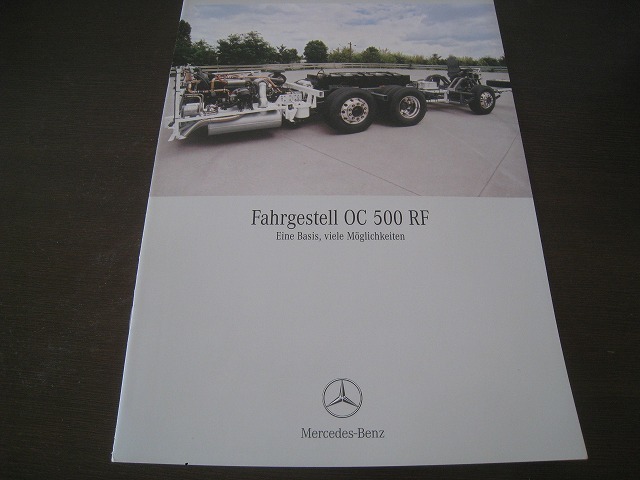 Fahrgestell OC 500 RF
Eine Basis, viele Möglichkeiten
Mercedes-Benz